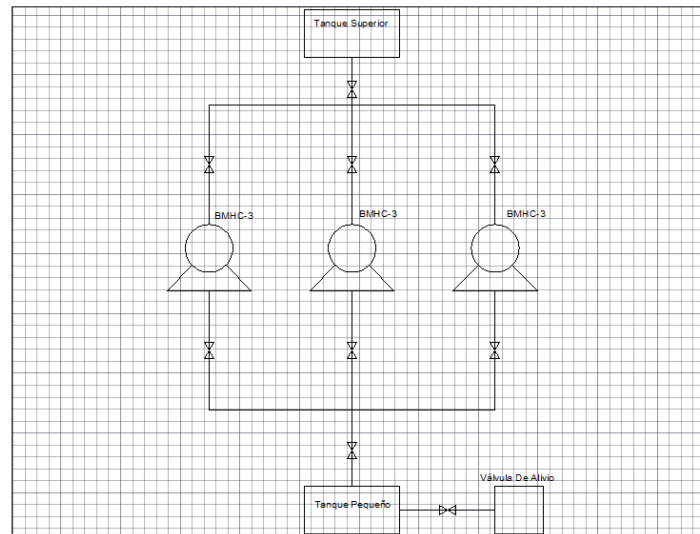 Tanque Superior
BMHC-3
BMHC-3
BMHC-3
Válvula De Alivio
Tanque Pequeño